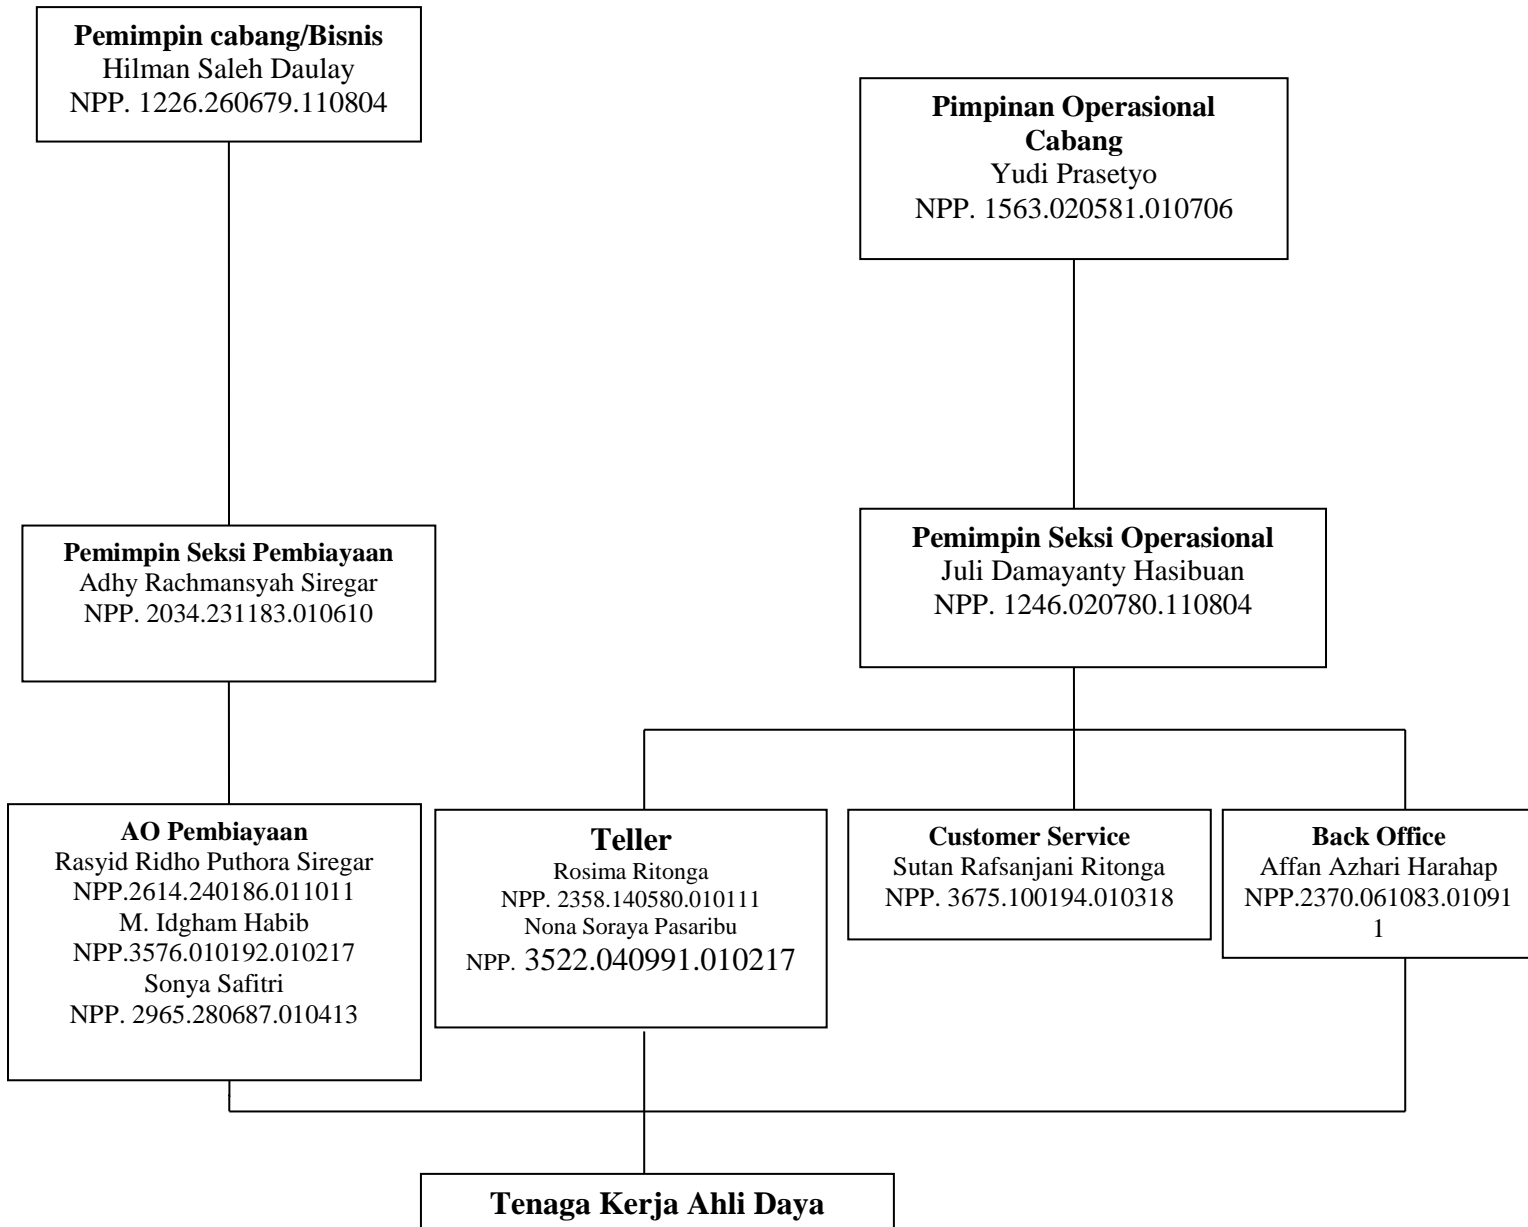 Pemimpin cabang/Bisnis
Hilman Saleh Daulay
NPP. 1226.260679.110804
Pimpinan Operasional
Cabang
Yudi Prasetyo
NPP. 1563.020581.010706
Pemimpin Seksi Pembiayaan
Adhy Rachmansyah Siregar
NPP. 2034.231183.010610
Pemimpin Seksi Operasional
Juli Damayanty Hasibuan
NPP. 1246.020780.110804
AO Pembiayaan
Rasyid Ridho Puthora Siregar
NPP.2614.240186.011011
M. Idgham Habib
NPP.3576.010192.010217
Sonya Safitri
NPP. 2965.280687.010413
Teller
Rosima Ritonga
NPP. 2358.140580.010111
Nona Soraya Pasaribu
NPP. 3522.040991.010217
Customer Service
Sutan Rafsanjani Ritonga
NPP. 3675.100194.010318
Back Office
Affan Azhari Harahap
NPP.2370.061083.01091
1
Tenaga Kerja Ahli Daya